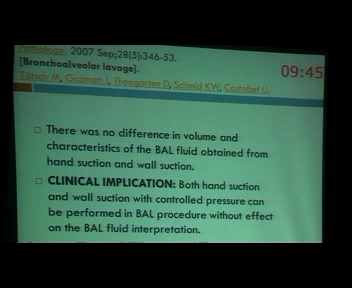 Pathologe. 2007 Sep;28(5):346-53.
[Bronchoalveolar lavage].
09:45
Tötsch M, Guzman J, Theegarten D, Schmid KW, Costabel U.
There was no difference in volume and
characteristics of the BAL fluid obtained from
hand suction and wall suction.
CLINICAL IMPLICATION: Both hand suction
and wall suction with controlled pressure can
be performed in BAL procedure without effect
on the BAL fluid interpretation.